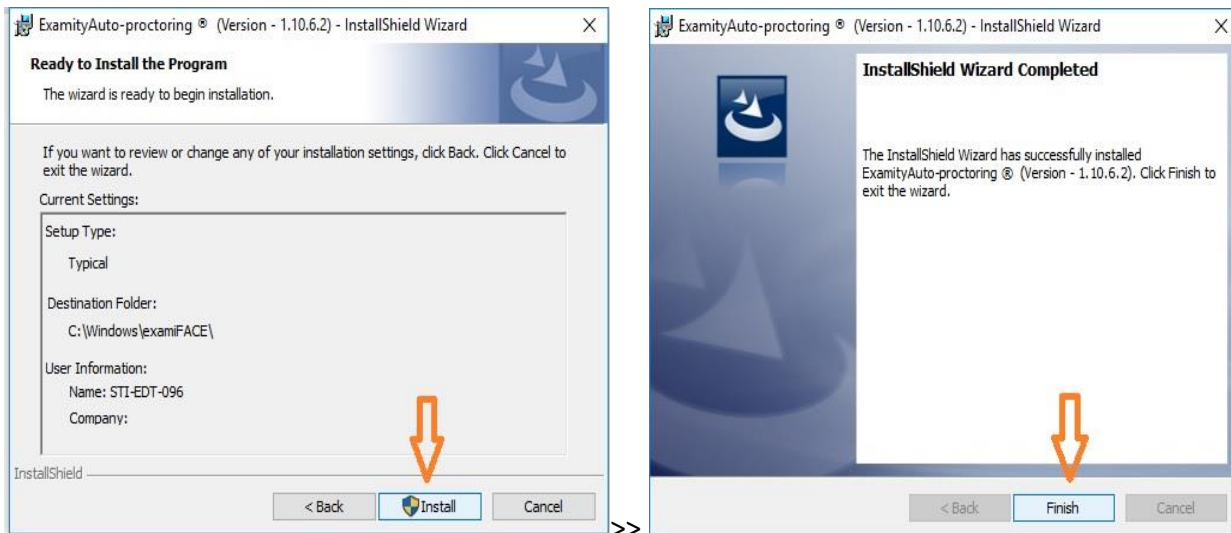 ExamityAuto-proctoring ® (Version - 1.10.6.2) - InstallShield Wizard
Ready to Install the Program
The wizard is ready to begin installation.
If you want to review or change any of your installation settings, click Back. Click Cancel to
exit the wizard.
Current Settings:
Setup Type:
Typical
Destination Folder:
C:\Windows\examiFACE\
User Information:
Name: STI-EDT-096
Company:
InstallShield
< Back
Install
Cancel
>>
ExamityAuto-proctoring ® (Version - 1.10.6.2) - InstallShield Wizard
InstallShield Wizard Completed
The InstallShield Wizard has successfully installed
ExamityAuto-proctoring ® (Version - 1.10.6.2). Click Finish to
exit the wizard.
< Back
Finish
Cancel